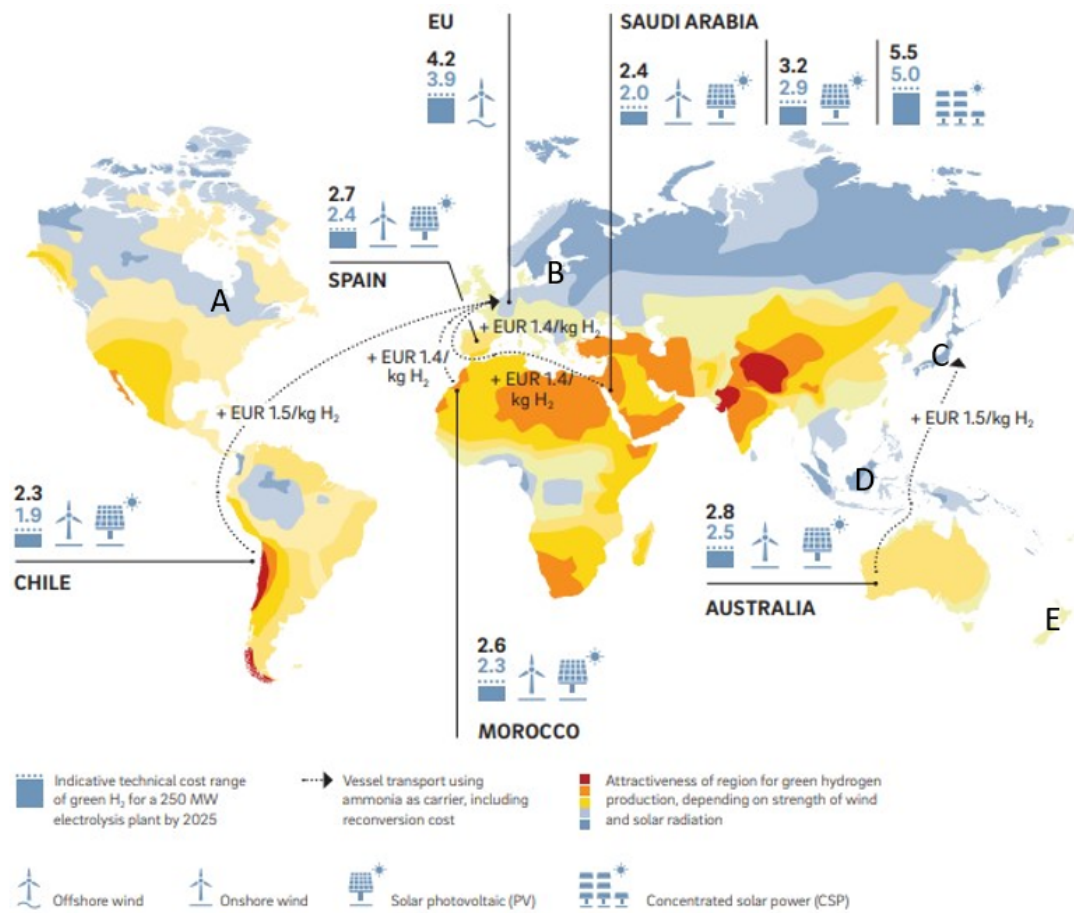 EU
4.2
3.9
SAUDI ARABIA
2.4
2.0
3.2
2.9
5.5
5.0
2.7
2.4
SPAIN
A
B
C
D
E
+ EUR 1.4/kg H₂
+ EUR 1.4/
kg H₂
+ EUR 1.4/
kg H₂
+ EUR 1.5/kg H₂
+ EUR 1.5/kg H₂
2.3
1.9
CHILE
2.8
2.5
AUSTRALIA
2.6
2.3
MOROCCO
Indicative technical cost range
of green H₂ for a 250 MW
electrolysis plant by 2025
Vessel transport using
ammonia as carrier, including
reconversion cost
Attractiveness of region for green hydrogen
production, depending on strength of wind
and solar radiation
Offshore wind
Onshore wind
Solar photovoltaic (PV)
Concentrated solar power (CSP)